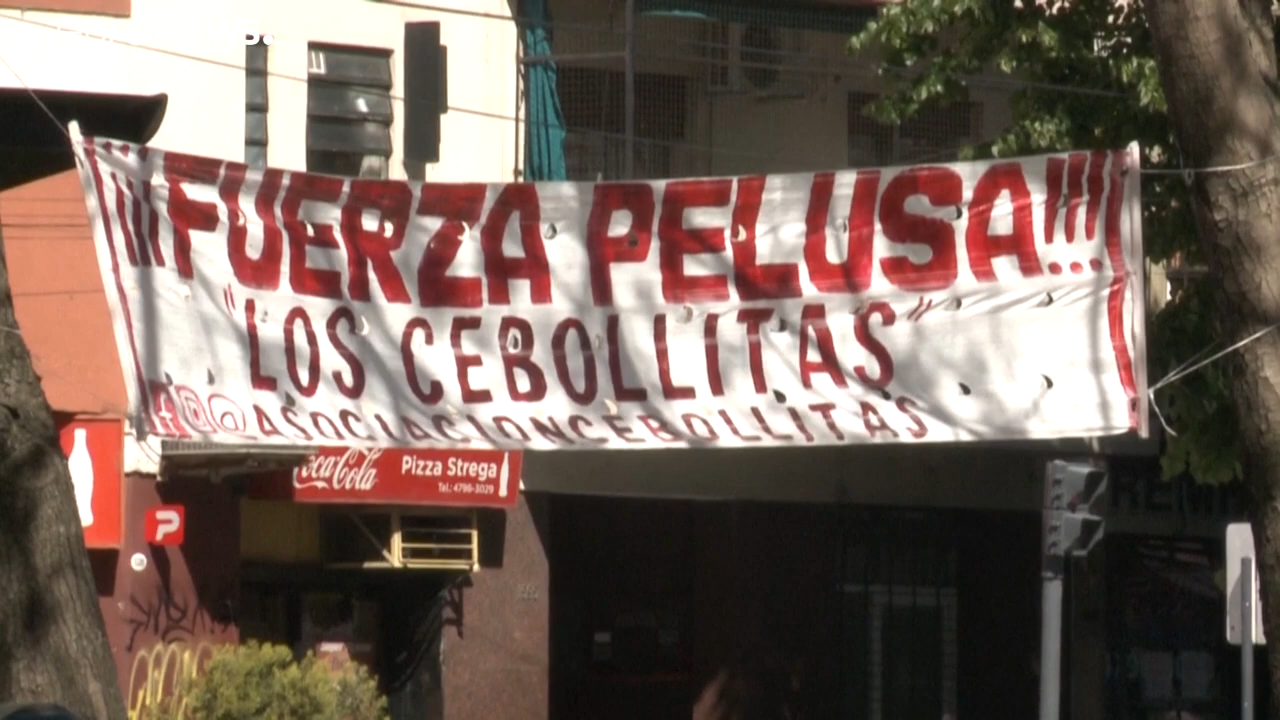 ¡¡¡FUERZA PELUSA!!!
"LOS CEBOLLITAS"
ASOCIACIONCEBOLLITAS
Coca-Cola
Pizza Strega
Tel.: 4796-3029
P